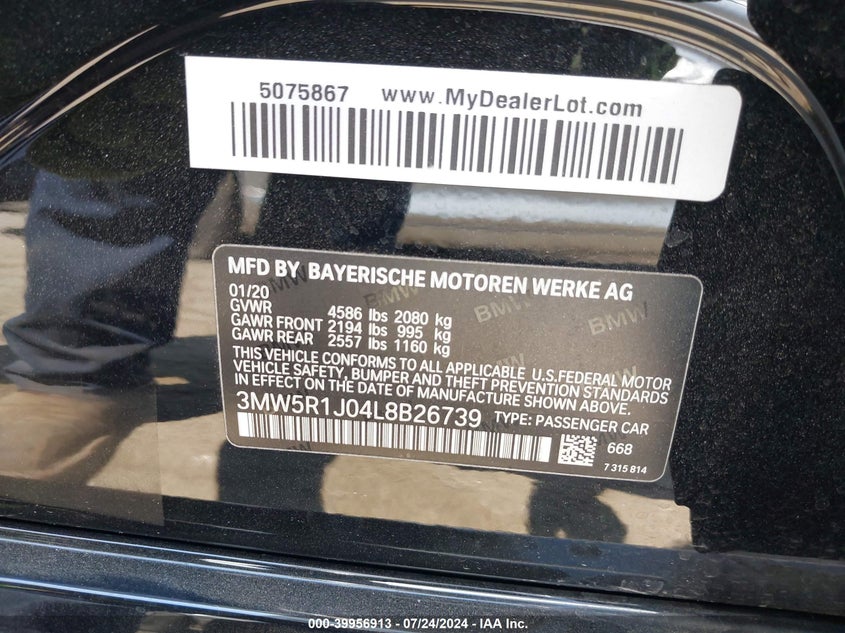 5075867 www.MyDealerLot.com
MFD BY BAYERISCHE MOTOREN WERKE AG
01/20
GVWR 4586 lbs 2080 kg
GAWR FRONT 2194 lbs 995 kg
GAWR REAR 2557 lbs 1160 kg
THIS VEHICLE CONFORMS TO ALL APPLICABLE U.S.FEDERAL MOTOR
VEHICLE SAFETY, BUMPER AND THEFT PREVENTION STANDARDS
IN EFFECT ON THE DATE OF MANUFACTURE SHOWN ABOVE.
3MW5R1J04L8B26739 TYPE: PASSENGER CAR
668
7 315 814
BMW BMW BMW
000-39956913 - 07/24/2024 - IAA Inc.